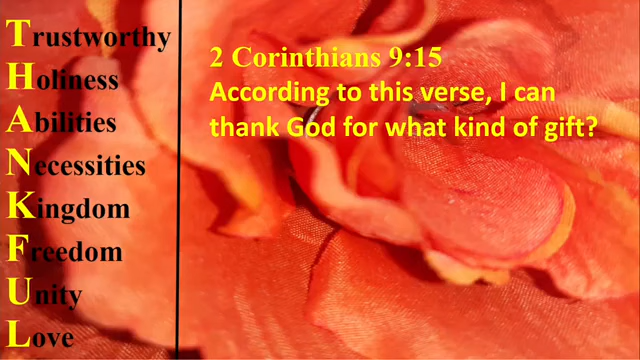 Trustworthy
Holiness
Abilities
Necessities
Kingdom
Freedom
Unity
Love
2 Corinthians 9:15
According to this verse, I can
thank God for what kind of gift?